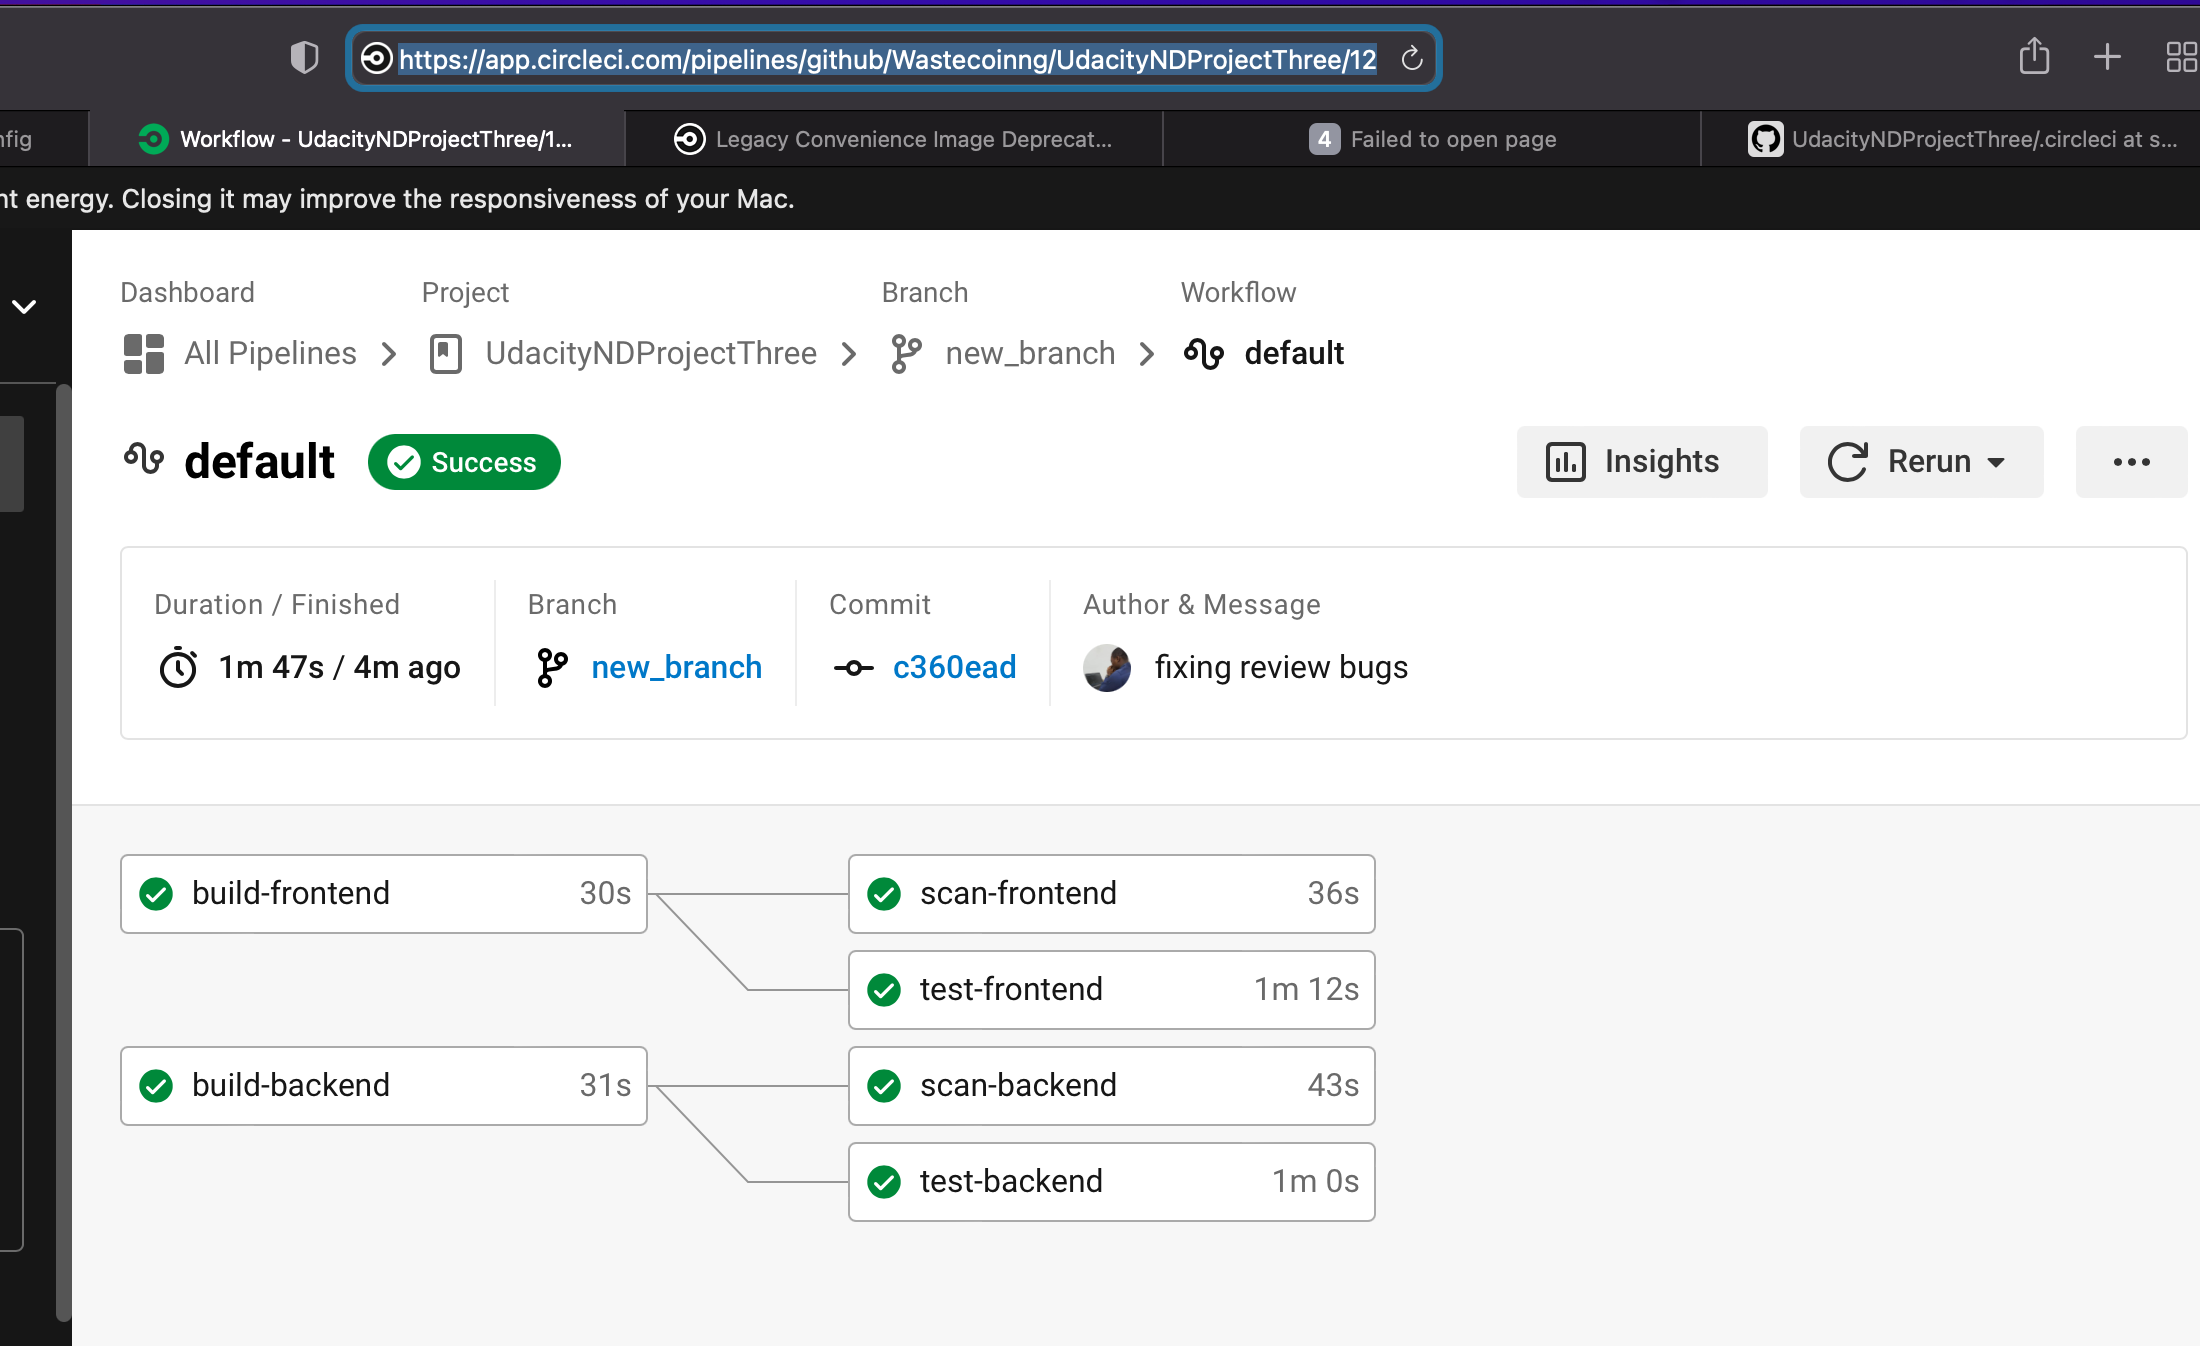 https://app.circleci.com/pipelines/github/Wastecoinng/UdacityNDProjectThree/12
nfig
Workflow - UdacityNDProjectThree/1...
Legacy Convenience Image Deprecat...
4 Failed to open page
UdacityNDProjectThree/.circleci at s...
nt energy. Closing it may improve the responsiveness of your Mac.
Dashboard Project Branch Workflow
All Pipelines UdacityNDProjectThree new_branch default
default Success Insights Rerun ...
Duration / Finished Branch Commit Author & Message
1m 47s / 4m ago new_branch c360ead fixing review bugs
build-frontend 30s scan-frontend 36s
test-frontend 1m 12s
build-backend 31s scan-backend 43s
test-backend 1m 0s